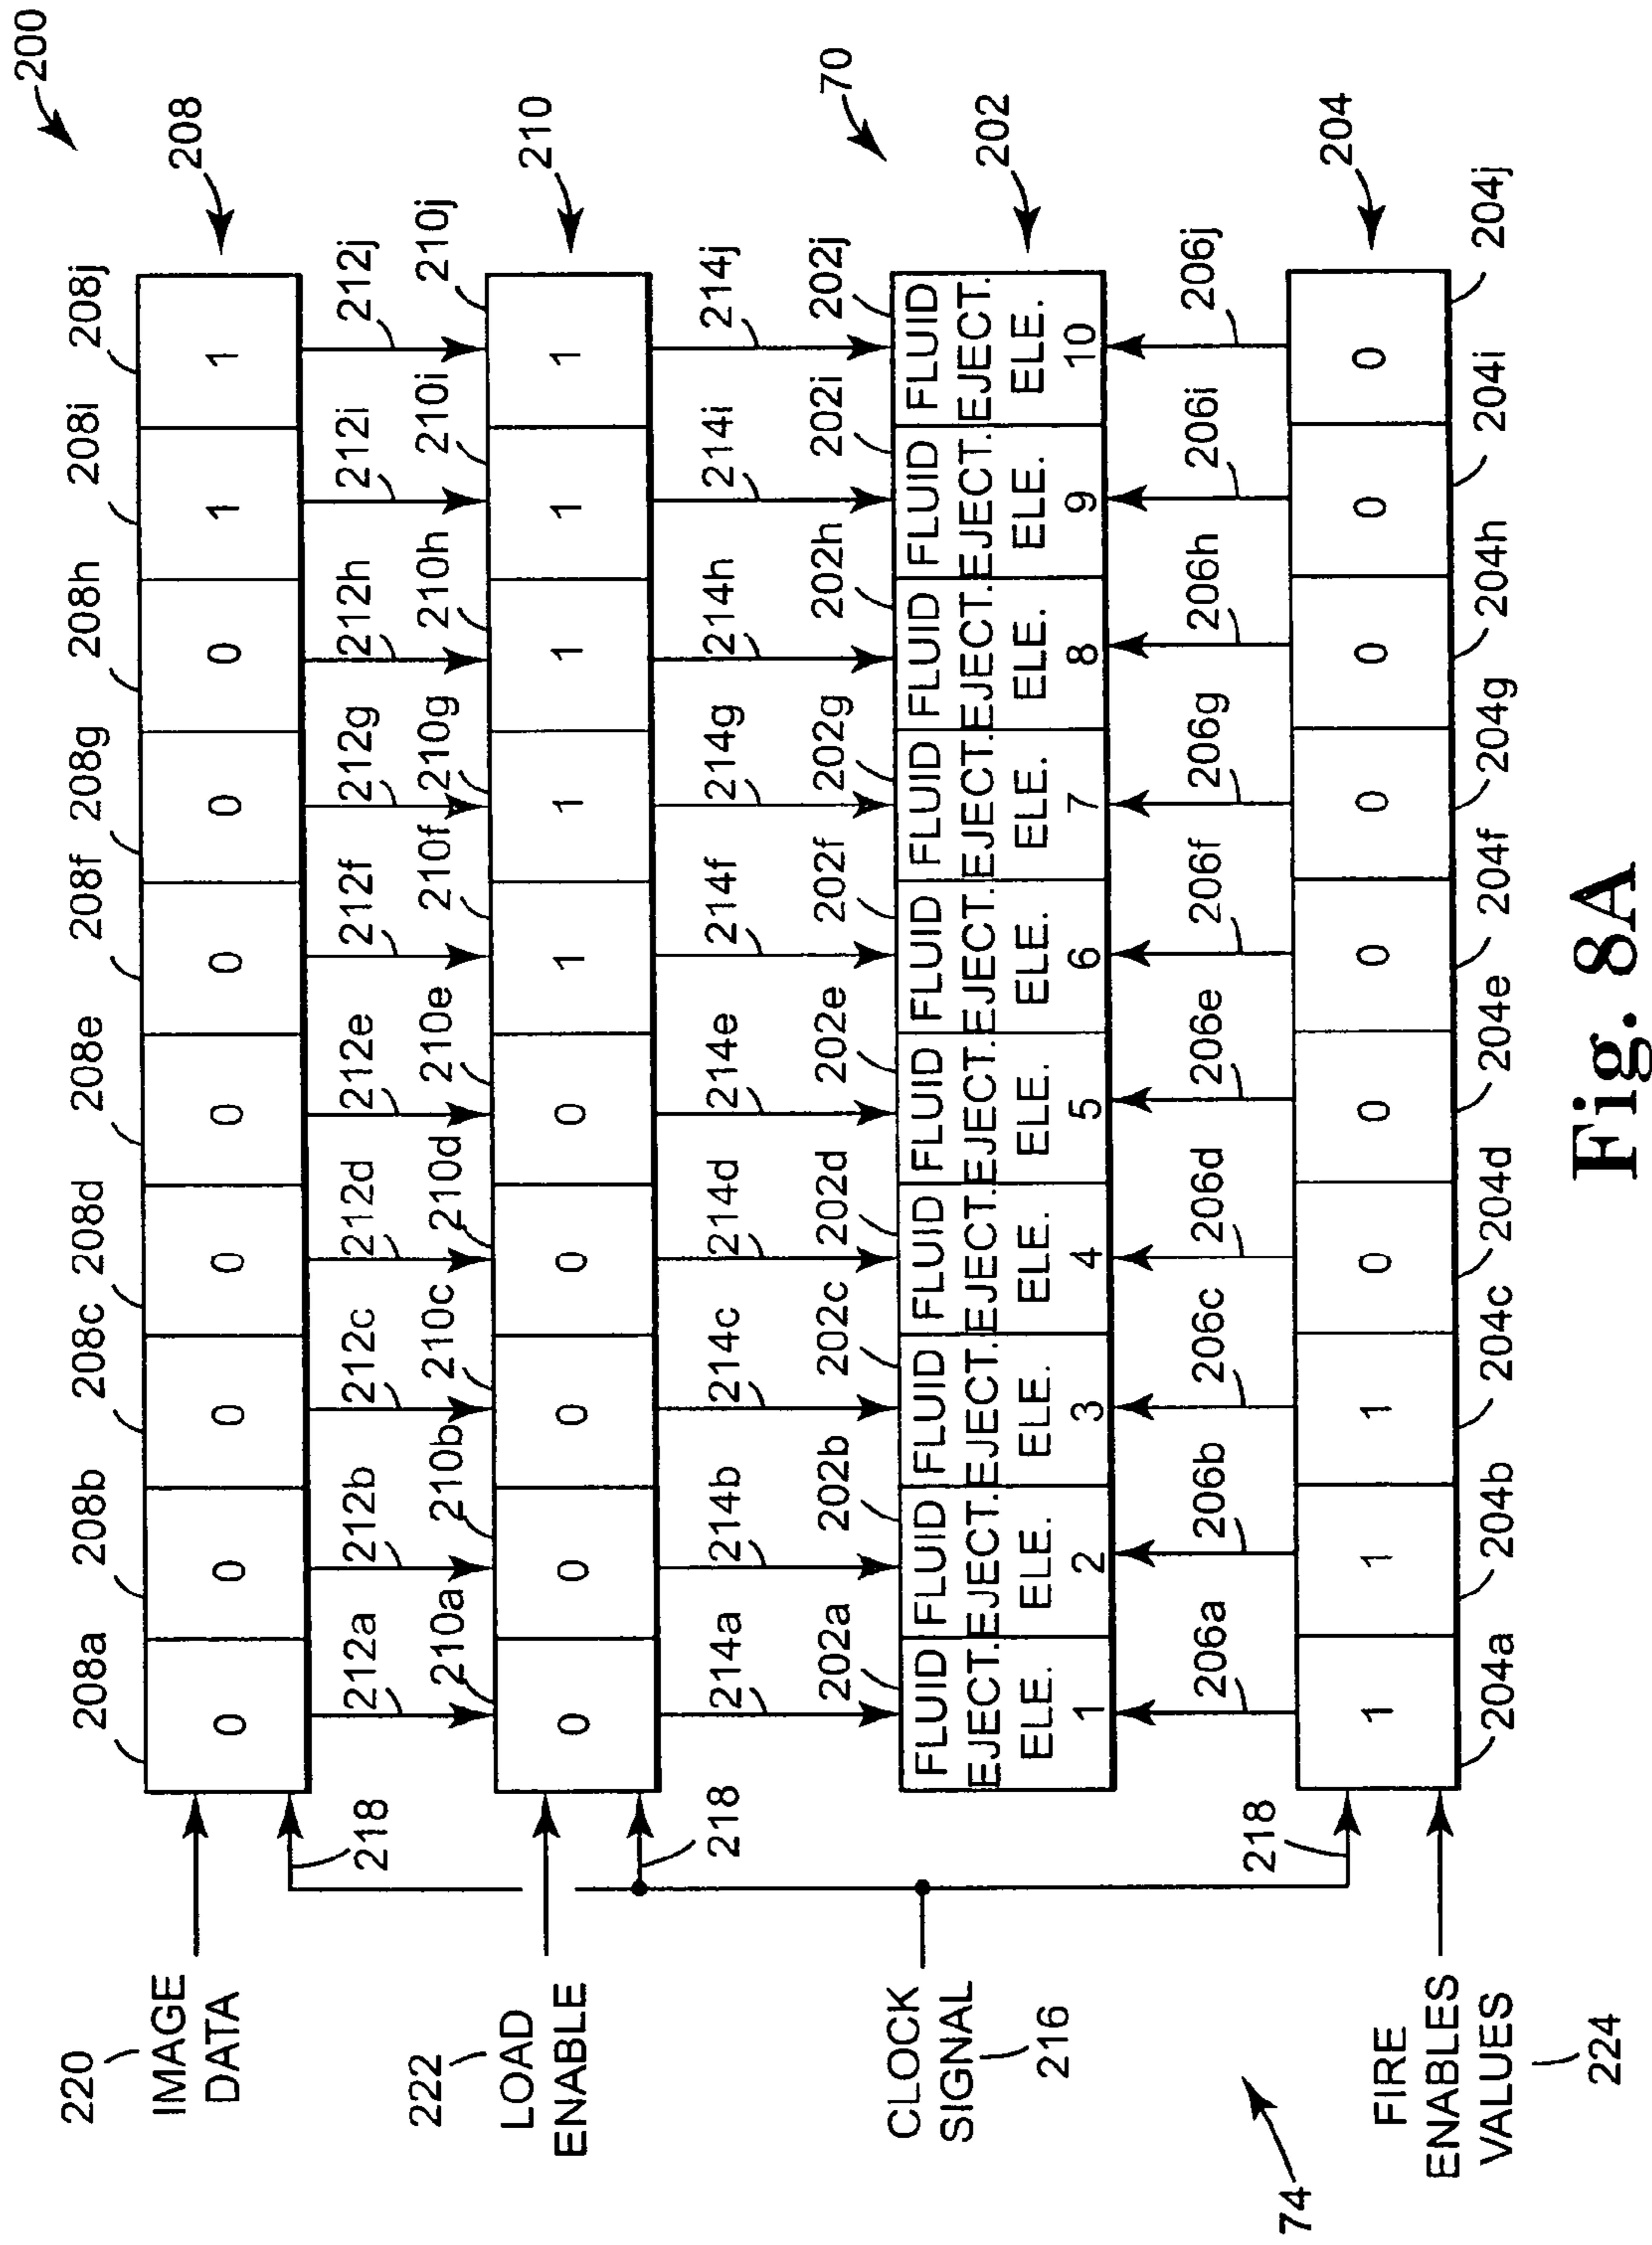 200
208a 208b 208c 208d 208e 208f 208g 208h 208i 208j
208
220
IMAGE
DATA
0 0 0 0 0 0 0 0 1 1
218
212a 212b 212c 212d 212e 212f 212g 212h 212i 212j
210a 210b 210c 210d 210e 210f 210g 210h 210i 210j
210
222
LOAD
ENABLE
0 0 0 0 0 1 1 1 1 1
218
214a 214b 214c 214d 214e 214f 214g 214h 214i 214j
70
202a 202b 202c 202d 202e 202f 202g 202h 202i 202j
202
CLOCK
SIGNAL
216
FLUID FLUID FLUID FLUID FLUID FLUID FLUID FLUID FLUID FLUID
EJECT. EJECT. EJECT. EJECT. EJECT. EJECT. EJECT. EJECT. EJECT. EJECT.
ELE. ELE. ELE. ELE. ELE. ELE. ELE. ELE. ELE. ELE.
1 2 3 4 5 6 7 8 9 10
218
206a 206b 206c 206d 206e 206f 206g 206h 206i 206j
204
74
1 1 1 0 0 0 0 0 0 0
FIRE
ENABLES
VALUES
224
204a 204b 204c 204d 204e 204f 204g 204h 204i 204j
Fig. 8A